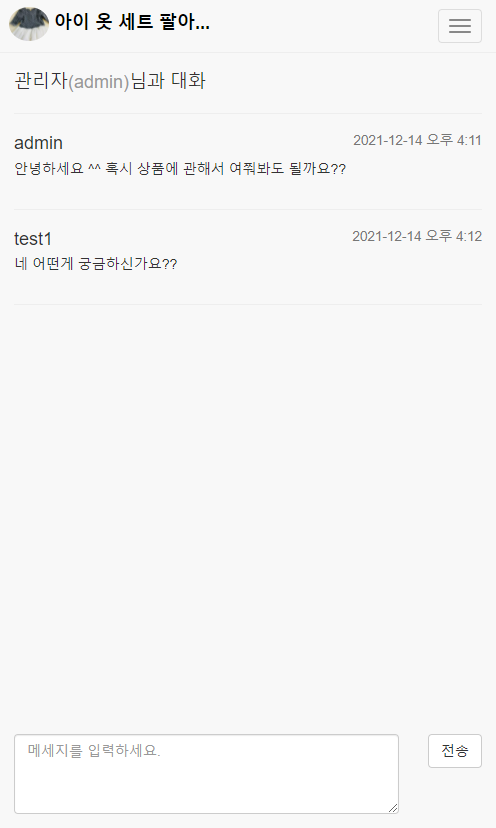 아이 옷 세트 팔아...
관리자(admin)님과 대화
admin 2021-12-14 오후 4:11
안녕하세요 ^^ 혹시 상품에 관해서 여쭤봐도 될까요??
test1 2021-12-14 오후 4:12
네 어떤게 궁금하신가요??
메세지를 입력하세요. 전송